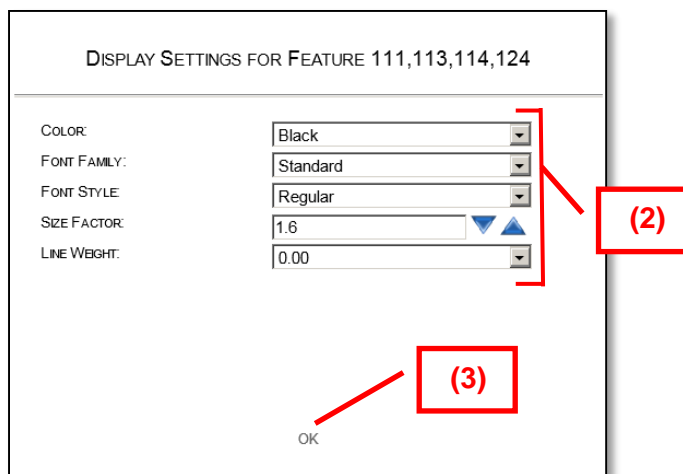 DISPLAY SETTINGS FOR FEATURE 111,113,114,124
COLOR: Black
FONT FAMILY: Standard
FONT STYLE: Regular
SIZE FACTOR: 1.6
LINE WEIGHT: 0.00
(2)
(3)
OK